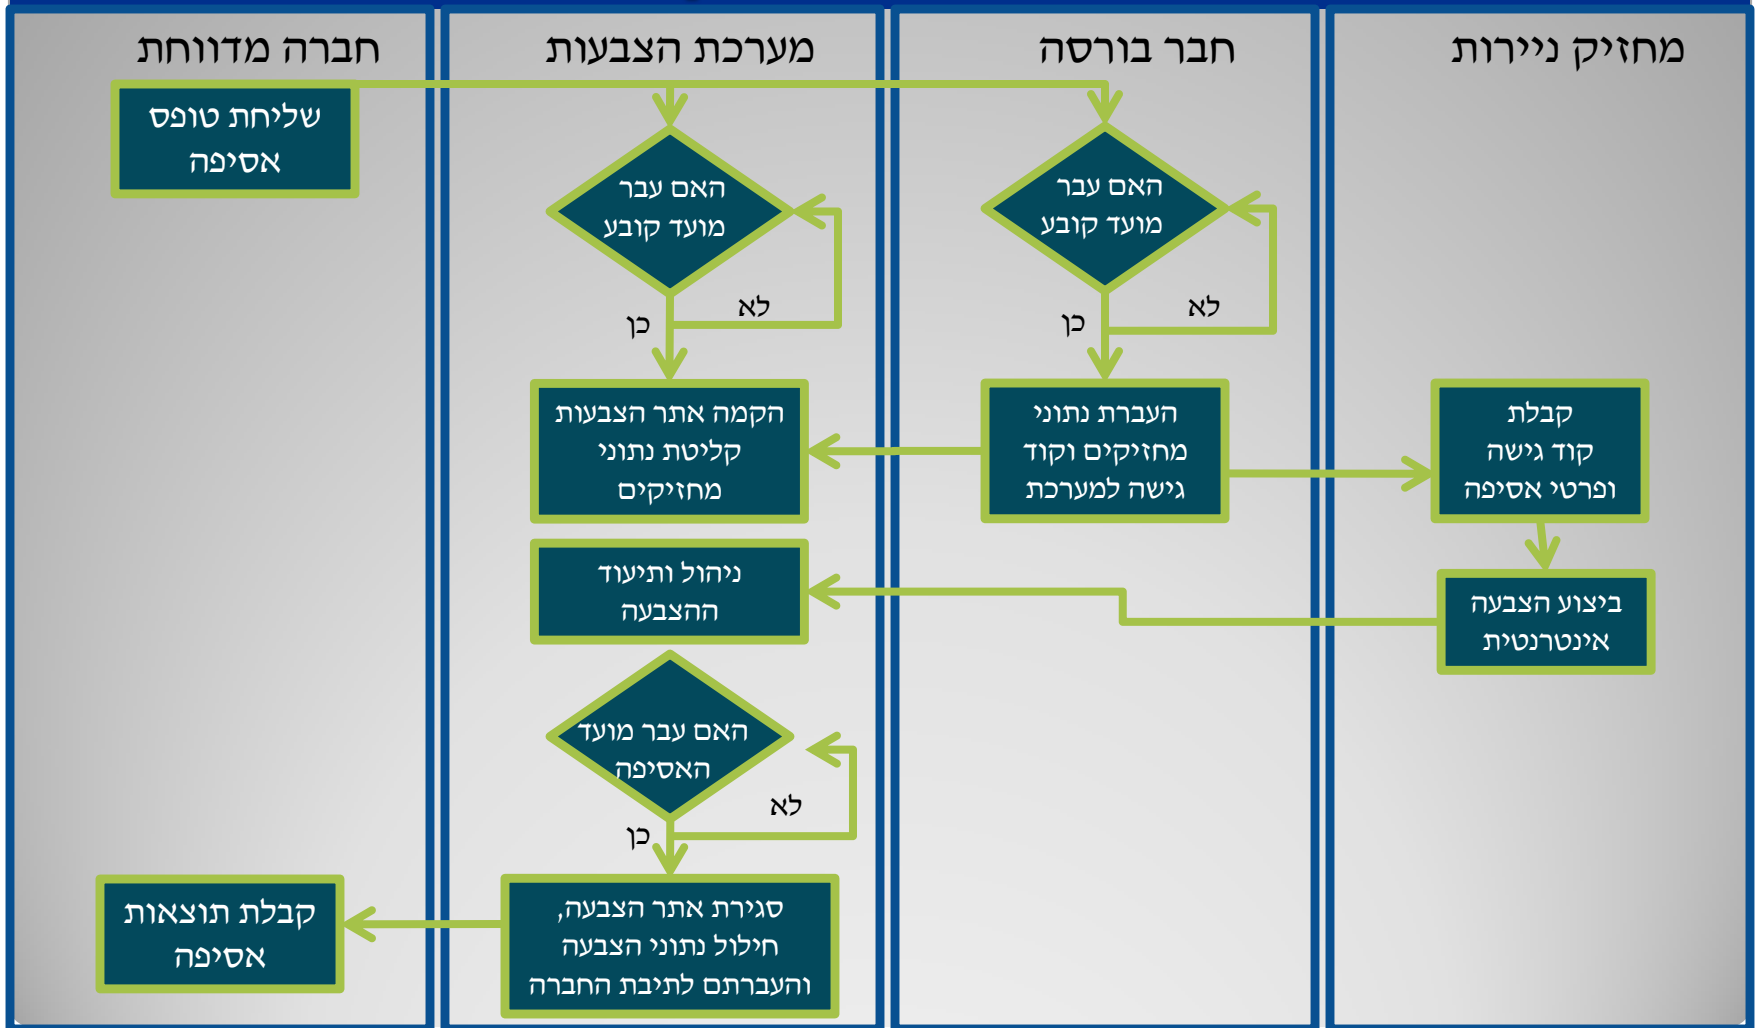 מחזיק ניירות
חבר בורסה
מערכת הצבעות
חברה מדווחת
שליחת טופס
אסיפה
האם עבר
מועד קובע
האם עבר
מועד קובע
לא
כן
לא
כן
קבלת
קוד גישה
ופרטי אסיפה
העברת נתוני
מחזיקים וקוד
גישה למערכת
הקמה אתר הצבעות
קליטת נתוני
מחזיקים
ביצוע הצבעה
אינטרנטית
ניהול ותיעוד
ההצבעה
האם עבר מועד
האסיפה
לא
כן
סגירת אתר הצבעה,
חילול נתוני הצבעה
והעברתם לתיבת החברה
קבלת תוצאות
אסיפה